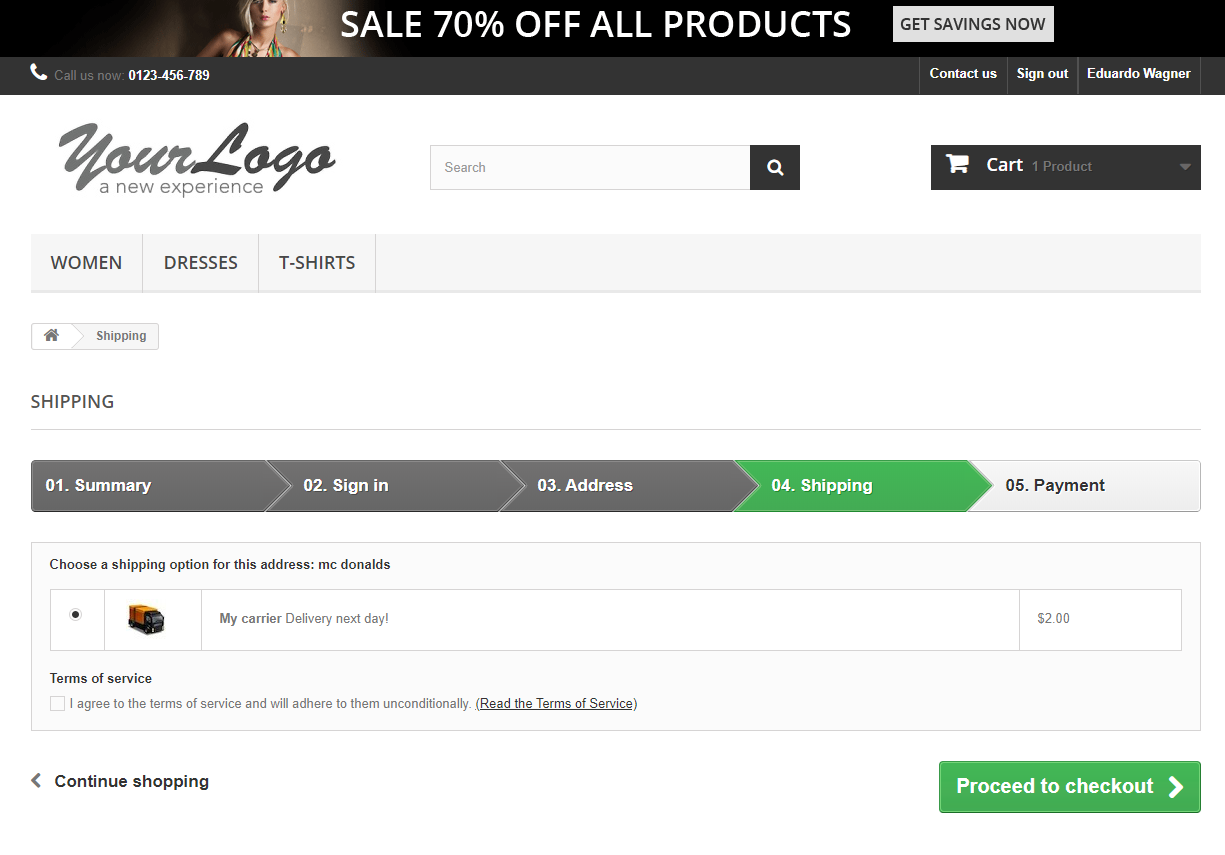 SALE 70% OFF ALL PRODUCTS GET SAVINGS NOW
Call us now: 0123-456-789 Contact us Sign out Eduardo Wagner
YourLogo
a new experience
Search
Cart 1 Product
WOMEN DRESSES T-SHIRTS
Shipping
SHIPPING
01. Summary 02. Sign in 03. Address 04. Shipping 05. Payment
Choose a shipping option for this address: mc donalds
My carrier Delivery next day! $2.00
Terms of service
I agree to the terms of service and will adhere to them unconditionally. (Read the Terms of Service)
Continue shopping
Proceed to checkout